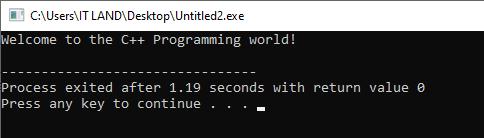 C:\Users\IT LAND\Desktop\Untitled2.exe
Welcome to the C++ Programming world!
--------------------------------
Process exited after 1.19 seconds with return value 0
Press any key to continue . . .